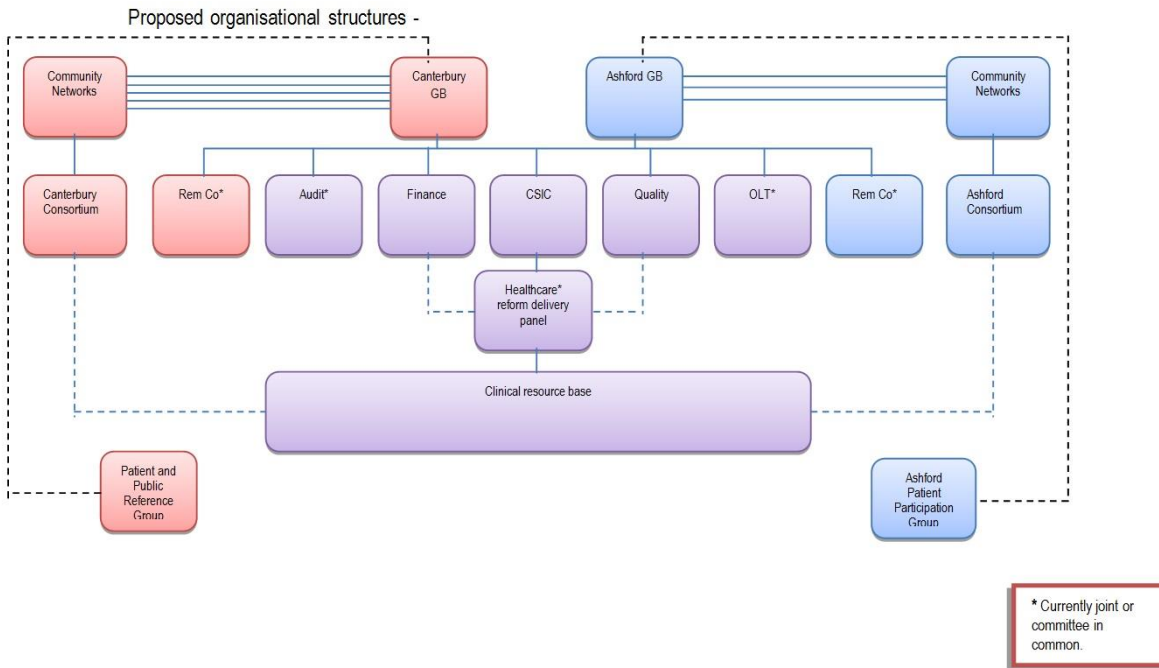 Proposed organisational structures -
Community
Networks
Canterbury
GB
Ashford GB
Community
Networks
Canterbury
Consortium
Rem Co*
Audit*
Finance
CSIC
Quality
OLT*
Rem Co*
Ashford
Consortium
Healthcare*
reform delivery
panel
Clinical resource base
Patient and
Public
Reference
Group
Ashford
Patient
Participation
Group
* Currently joint or
committee in
common.